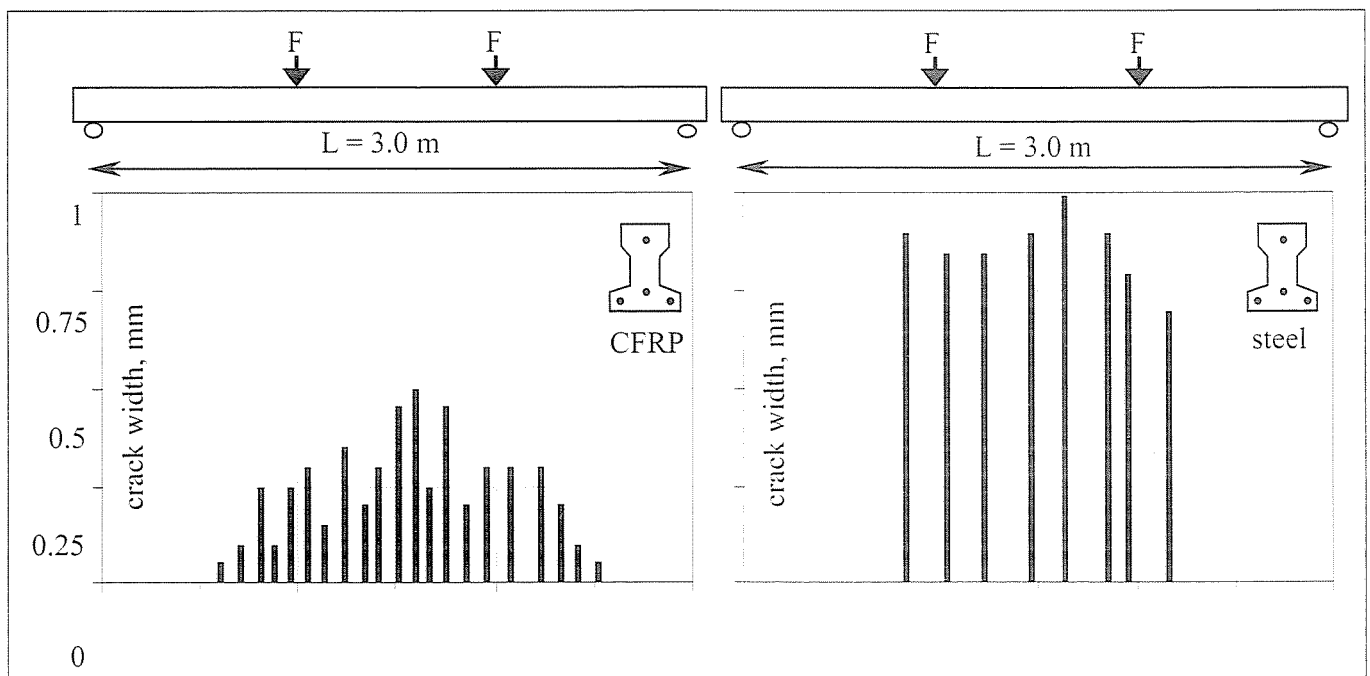 F F
F F
L = 3.0 m
L = 3.0 m
1
0.75
0.5
0.25
0
crack width, mm
CFRP
crack width, mm
steel